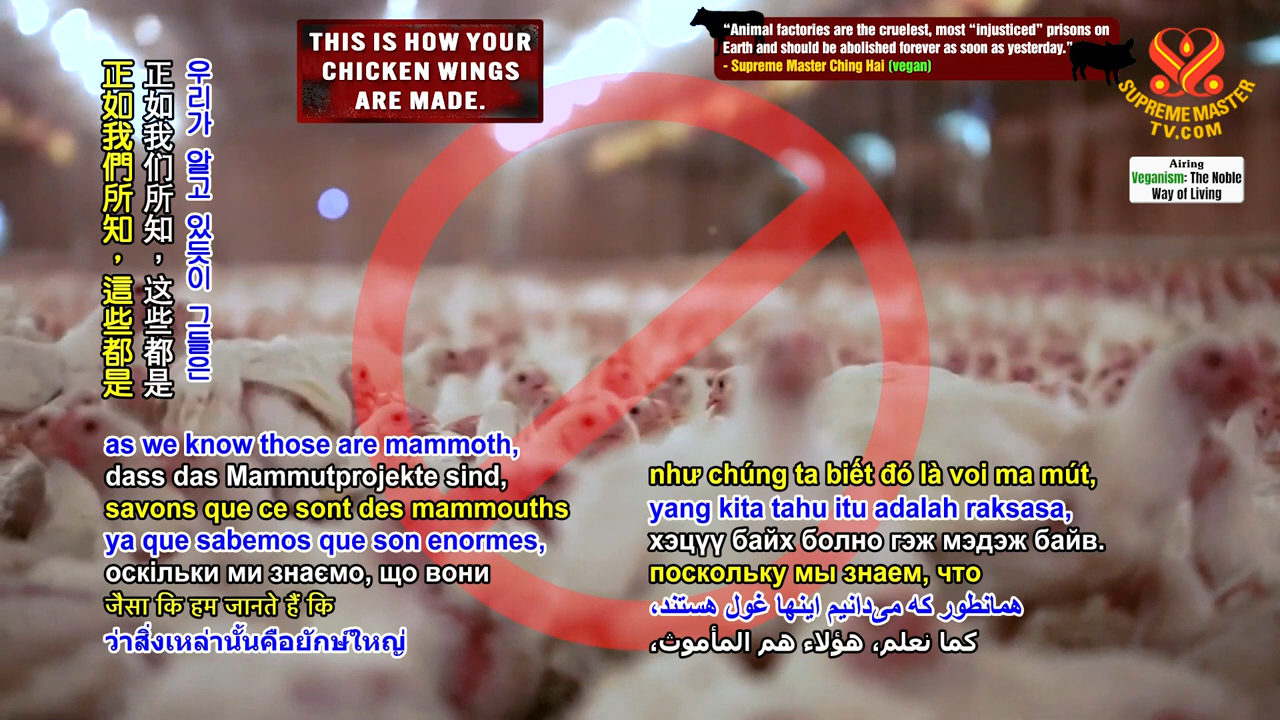 THIS IS HOW YOUR
CHICKEN WINGS
ARE MADE.
“Animal factories are the cruelest, most “injusticed” prisons on
Earth and should be abolished forever as soon as yesterday.”
- Supreme Master Ching Hai (vegan)
SUPREME MASTER
TV.COM
Airing
Veganism: The Noble
Way of Living
우리가 알고 있듯이 그들은
正如我们所知，这些都是
正如我們所知，這些都是
as we know those are mammoth,
dass das Mammutprojekte sind,
savons que ce sont des mammouths
ya que sabemos que son enormes,
оскільки ми знаємо, що вони
जैसा कि हम जानते हैं कि
ว่าสิ่งเหล่านั้นคือยักษ์ใหญ่
như chúng ta biết đó là voi ma mút,
yang kita tahu itu adalah raksasa,
хэцүү байх болно гэж мэдэж байв.
поскольку мы знаем, что
همانطور که می‌دانیم اینها غول هستند،
كما نعلم، هؤلاء هم المأموث،